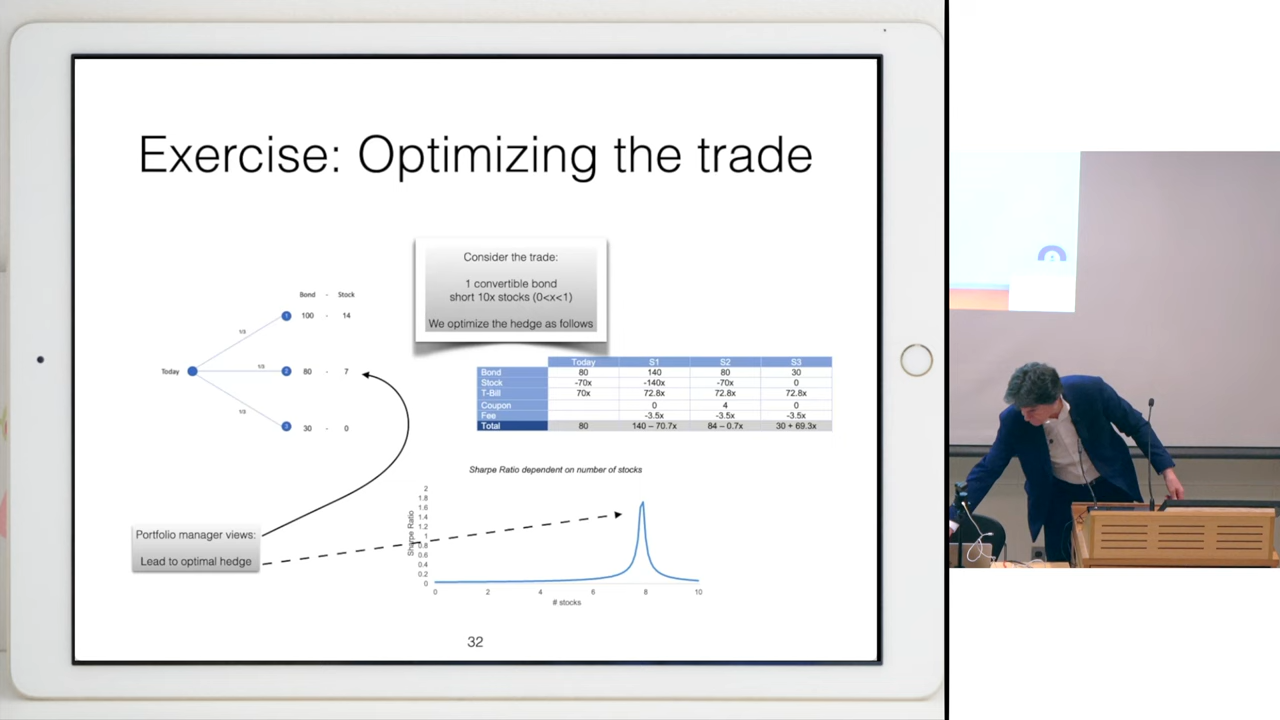 Exercise: Optimizing the trade
Consider the trade:
1 convertible bond
short 10x stocks (0<x<1)
We optimize the hedge as follows
Bond - Stock
1 100 - 14
1/3
Today 1/3 2 80 - 7
1/3
3 30 - 0
Today S1 S2 S3
Bond 80 140 80 30
Stock -70x -140x -70x 0
T-Bill 70x 72.8x 72.8x 72.8x
Coupon 0 4 0
Fee -3.5x -3.5x -3.5x
Total 80 140 – 70.7x 84 – 0.7x 30 + 69.3x
Portfolio manager views:
Lead to optimal hedge
Sharpe Ratio dependent on number of stocks
Sharpe Ratio
2
1.8
1.6
1.4
1.2
1
0.8
0.6
0.4
0.2
0
0 2 4 6 8 10
# stocks
32